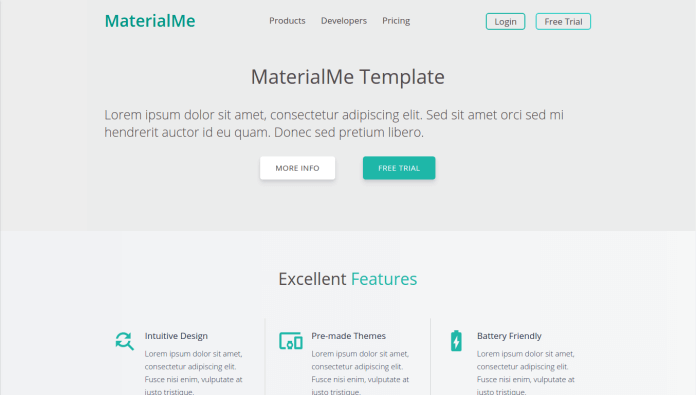 MaterialMe
Products Developers Pricing
Login Free Trial
MaterialMe Template
Lorem ipsum dolor sit amet, consectetur adipiscing elit. Sed sit amet orci sed mi
hendrerit auctor id eu quam. Donec sed pretium libero.
MORE INFO
FREE TRIAL
Excellent Features
Intuitive Design
Lorem ipsum dolor sit amet,
consectetur adipiscing elit.
Fusce nisi enim, vulputate at
justo tristique.
Pre-made Themes
Lorem ipsum dolor sit amet,
consectetur adipiscing elit.
Fusce nisi enim, vulputate at
justo tristique.
Battery Friendly
Lorem ipsum dolor sit amet,
consectetur adipiscing elit.
Fusce nisi enim, vulputate at
justo tristique.